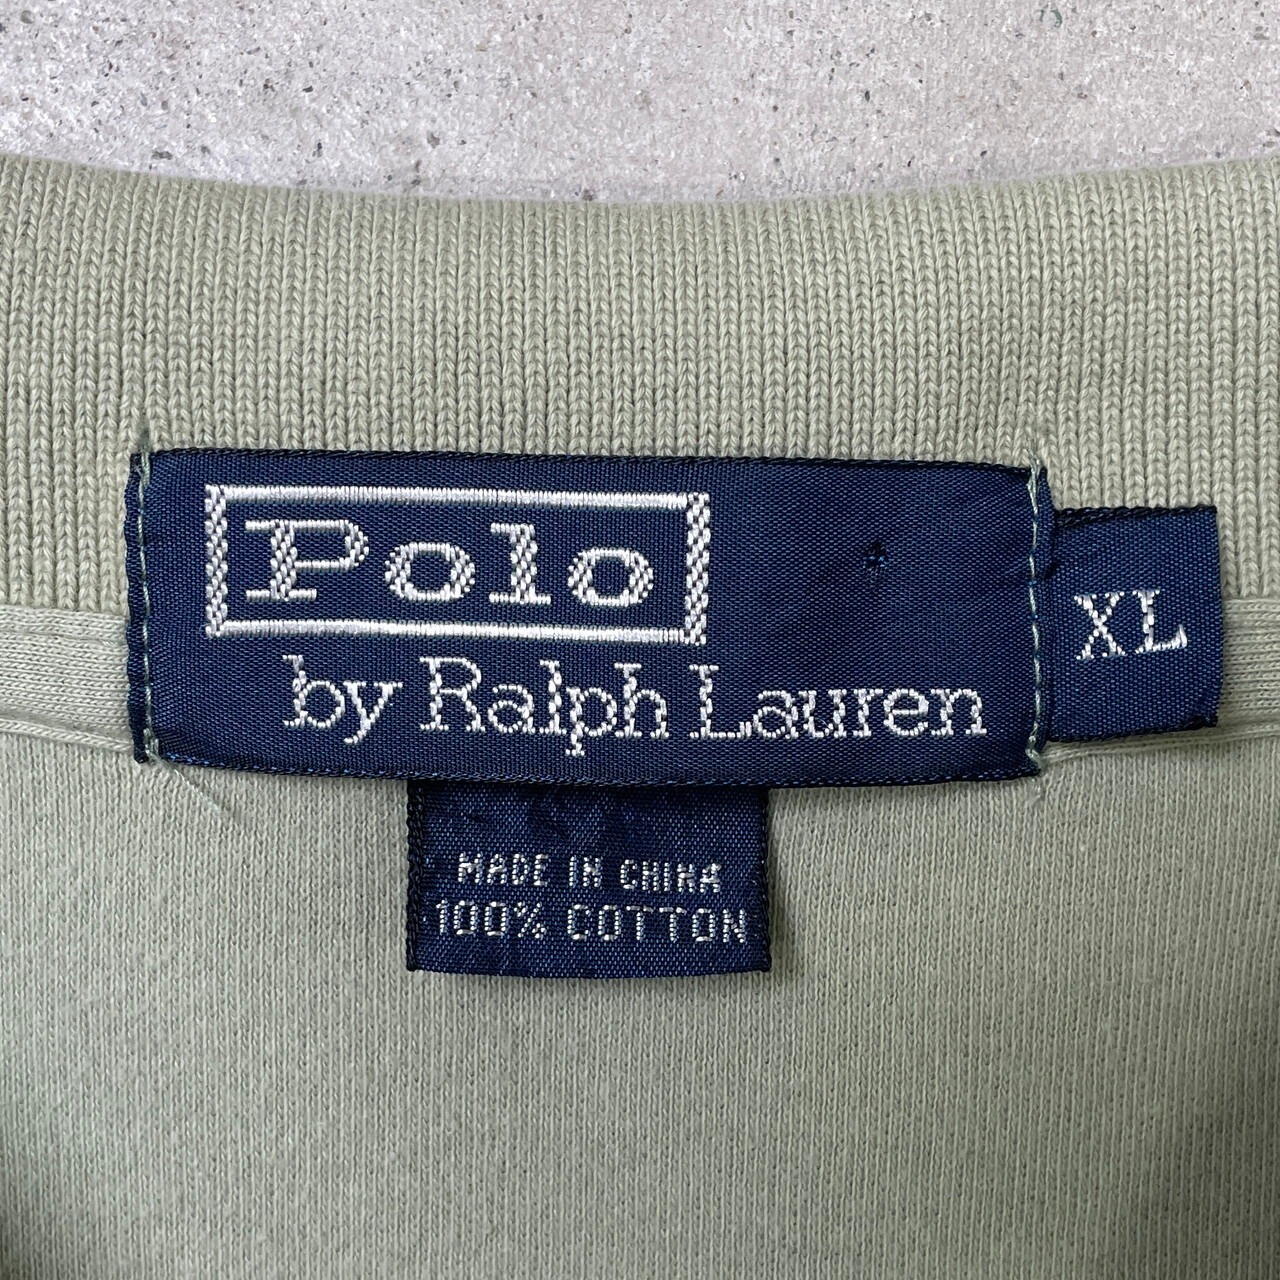 Polo
by Ralph Lauren
XL
MADE IN CHINA
100% COTTON